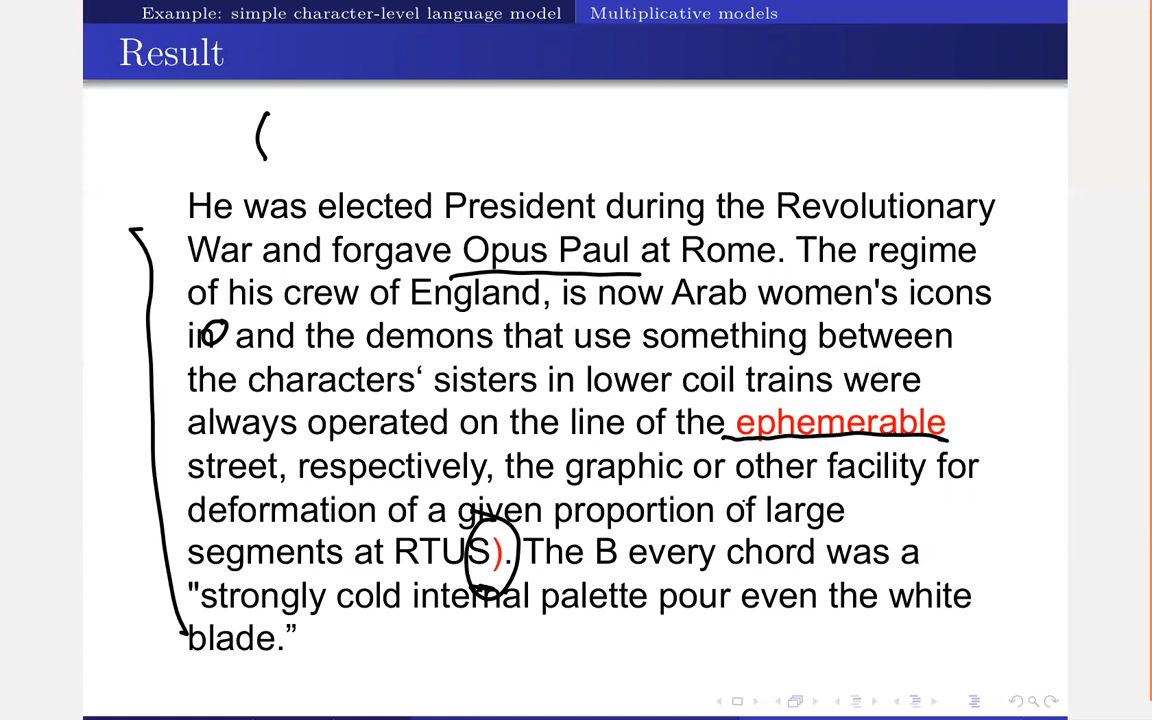 Example: simple character-level language model Multiplicative models
Result
(
He was elected President during the Revolutionary
War and forgave Opus Paul at Rome. The regime
of his crew of England, is now Arab women's icons
in and the demons that use something between
the characters‘ sisters in lower coil trains were
always operated on the line of the ephemerable
street, respectively, the graphic or other facility for
deformation of a given proportion of large
segments at RTUS). The B every chord was a
"strongly cold internal palette pour even the white
blade.”